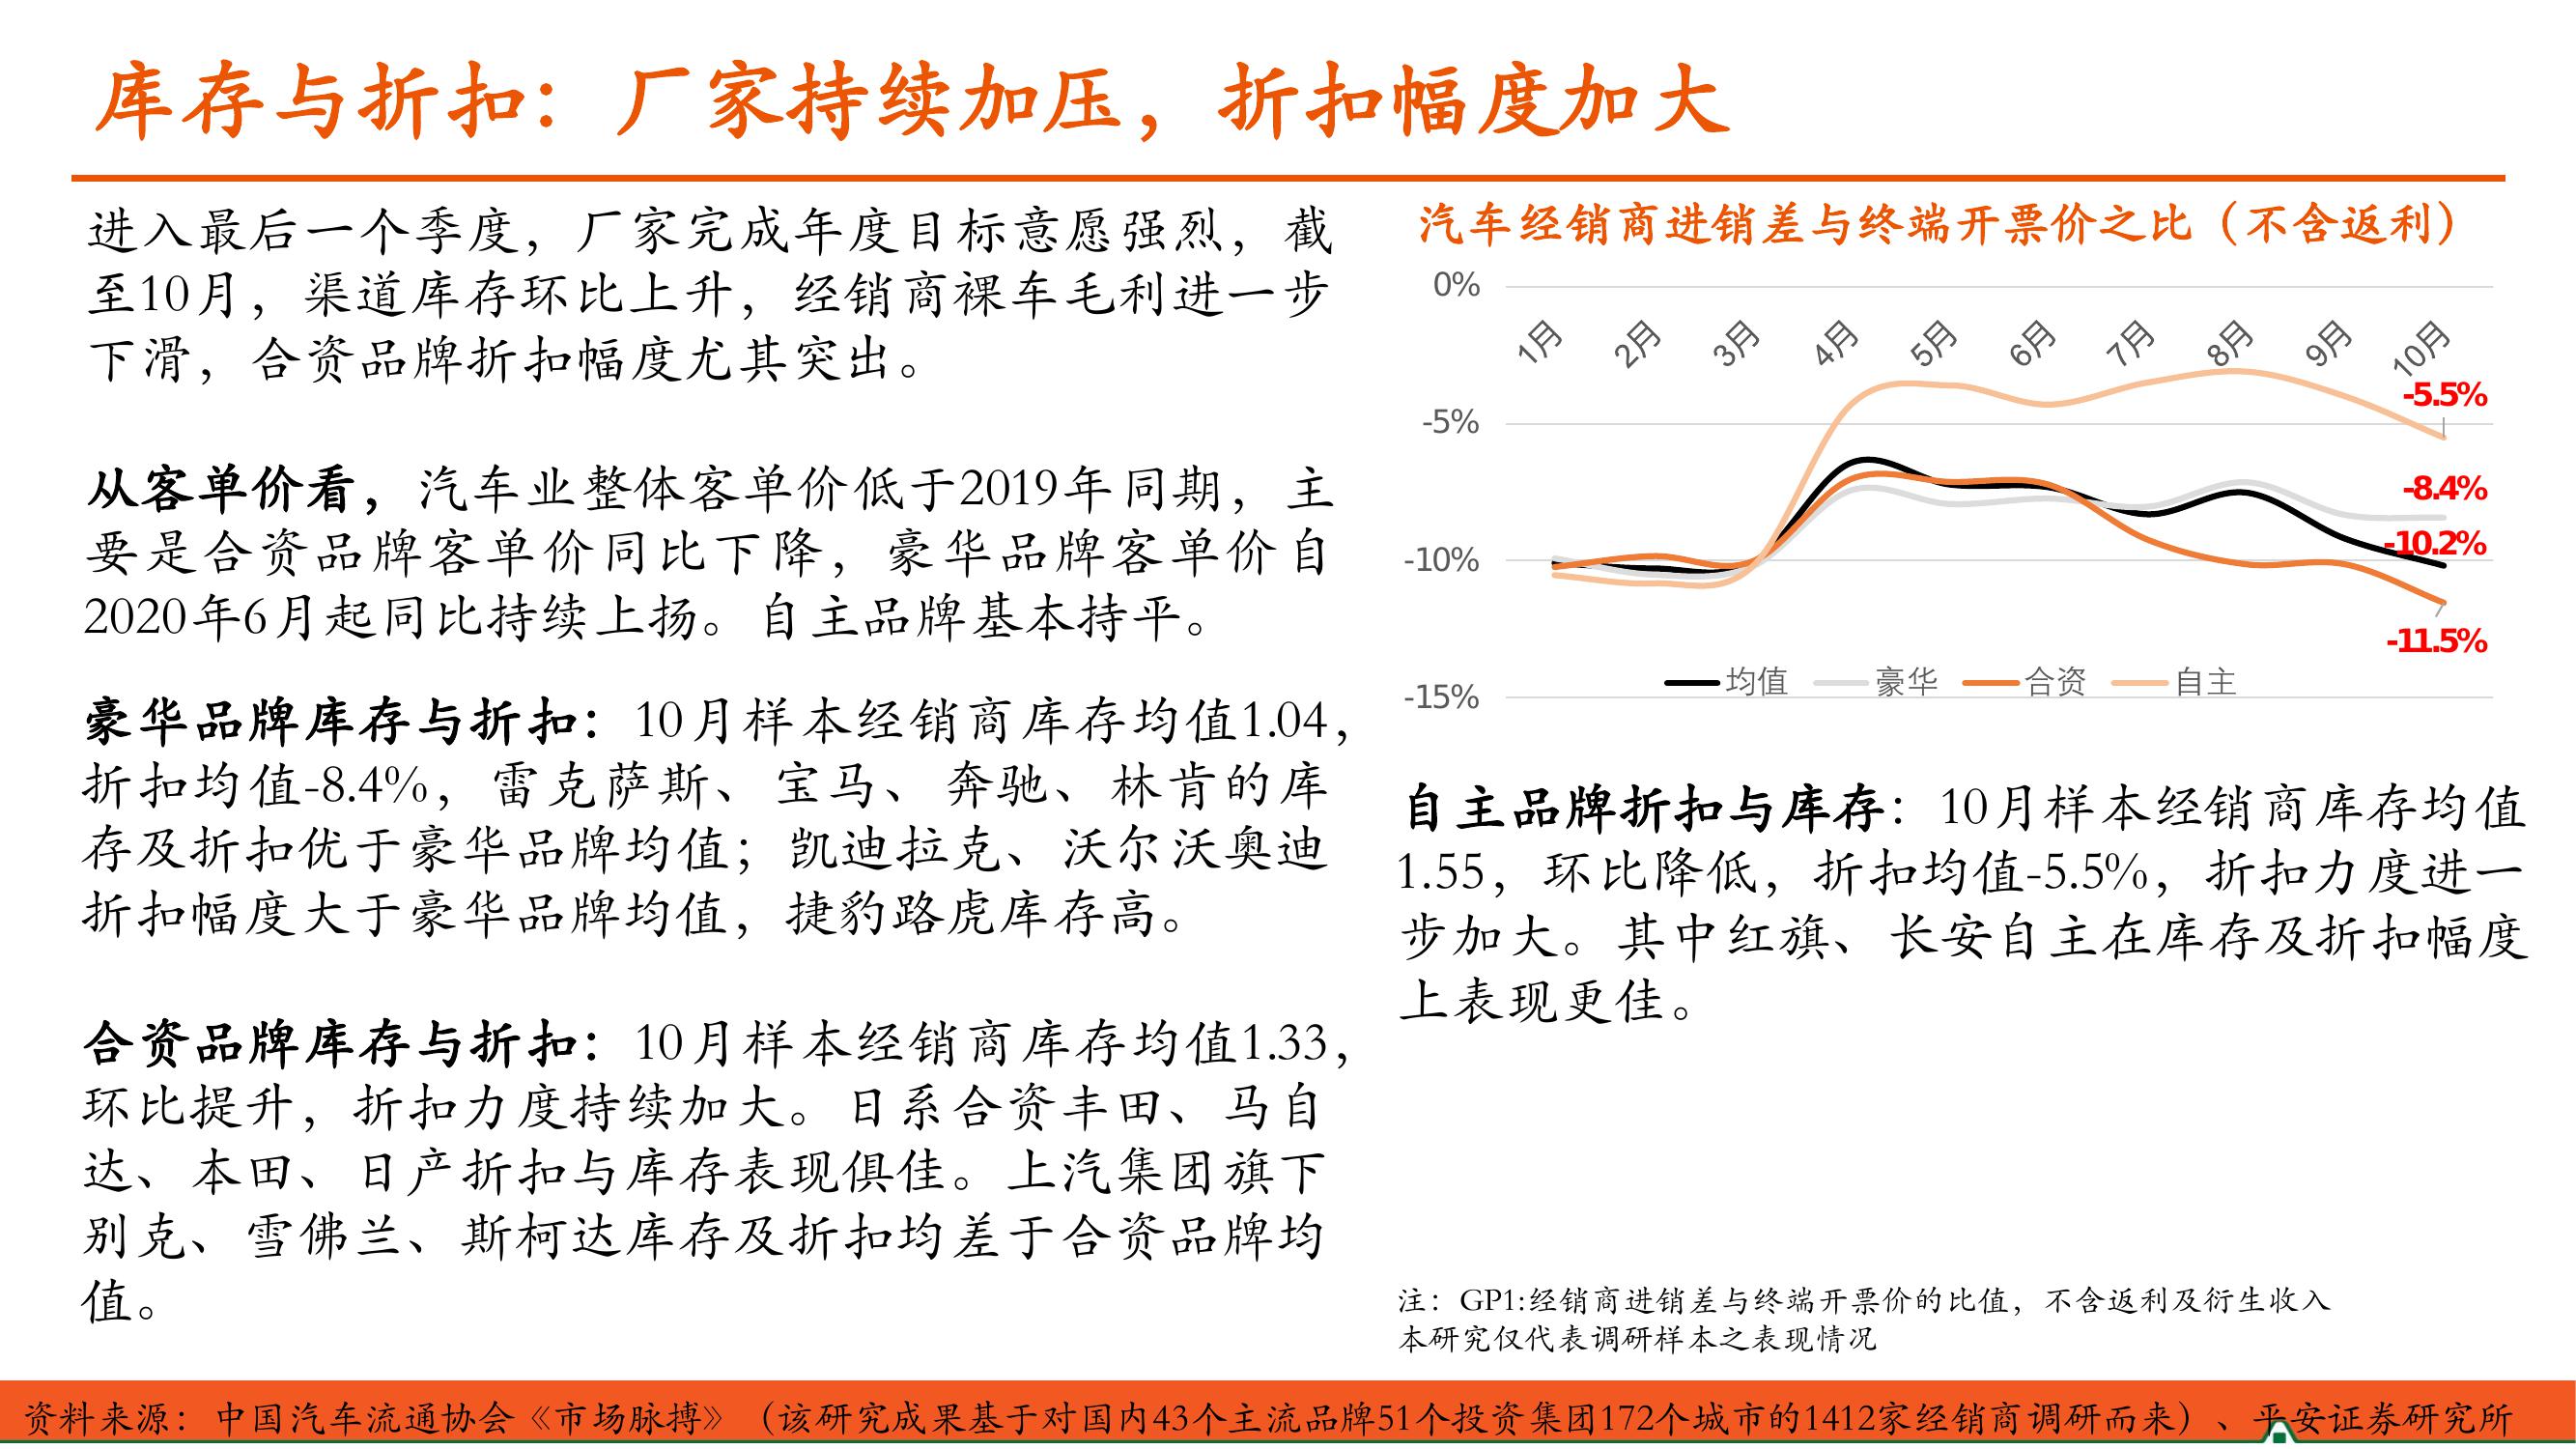 库存与折扣：厂家持续加压，折扣幅度加大
进入最后一个季度，厂家完成年度目标意愿强烈，截
至10月，渠道库存环比上升，经销商裸车毛利进一步
下滑，合资品牌折扣幅度尤其突出。
从客单价看，汽车业整体客单价低于2019年同期，主
要是合资品牌客单价同比下降，豪华品牌客单价自
2020年6月起同比持续上扬。自主品牌基本持平。
豪华品牌库存与折扣：10月样本经销商库存均值1.04，
折扣均值-8.4%，雷克萨斯、宝马、奔驰、林肯的库
存及折扣优于豪华品牌均值；凯迪拉克、沃尔沃奥迪
折扣幅度大于豪华品牌均值，捷豹路虎库存高。
合资品牌库存与折扣：10月样本经销商库存均值1.33，
环比提升，折扣力度持续加大。日系合资丰田、马自
达、本田、日产折扣与库存表现俱佳。上汽集团旗下
别克、雪佛兰、斯柯达库存及折扣均差于合资品牌均
值。
汽车经销商进销差与终端开票价之比（不含返利）
0%
1月 2月 3月 4月 5月 6月 7月 8月 9月 10月
-5.5%
-5%
-8.4%
-10.2%
-10%
-11.5%
均值 豪华 合资 自主
-15%
自主品牌折扣与库存：10月样本经销商库存均值
1.55，环比降低，折扣均值-5.5%，折扣力度进一
步加大。其中红旗、长安自主在库存及折扣幅度
上表现更佳。
注：GP1:经销商进销差与终端开票价的比值，不含返利及衍生收入
本研究仅代表调研样本之表现情况
资料来源：中国汽车流通协会《市场脉搏》（该研究成果基于对国内43个主流品牌51个投资集团172个城市的1412家经销商调研而来）、平安证券研究所